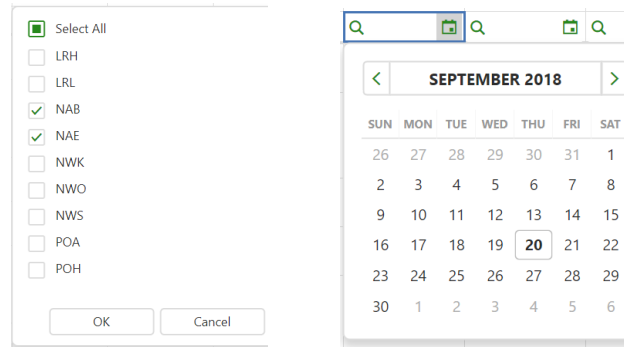 Select All
LRH
LRL
NAB
NAE
NWK
NWO
NWS
POA
POH
OK Cancel
SEPTEMBER 2018
SUN MON TUE WED THU FRI SAT
26 27 28 29 30 31 1
2 3 4 5 6 7 8
9 10 11 12 13 14 15
16 17 18 19 20 21 22
23 24 25 26 27 28 29
30 1 2 3 4 5 6